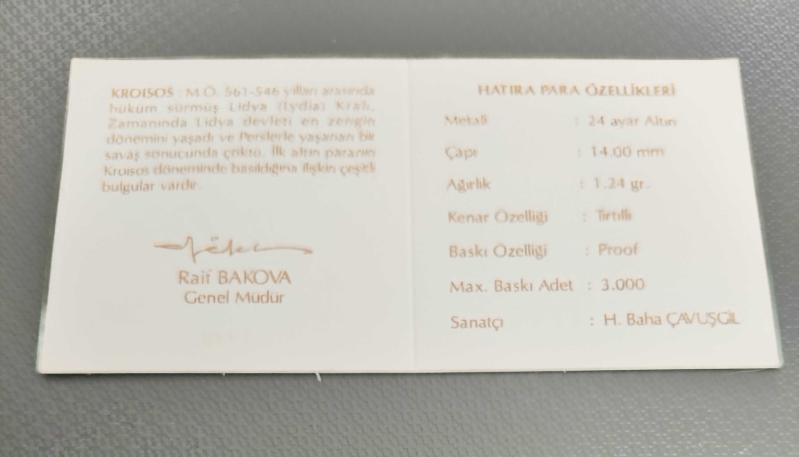 KROISOS : M.Ö. 561-546 yılları arasında
hüküm sürmüş Lidya (Lydia) Kralı.
Zamanında Lidya devleti en zengin
dönemini yaşadı ve Perslerle yaşanan bir
savaş sonucunda çöktü. İlk altın paranın
Kroisos döneminde basıldığına ilişkin çeşitli
bulgular vardır.
Raif BAKOVA
Genel Müdür
HATIRA PARA ÖZELLİKLERİ
Metali : 24 ayar Altın
Çapı : 14.00 mm
Ağırlık : 1.24 gr.
Kenar Özelliği : Tırtıllı
Baskı Özelliği : Proof
Max. Baskı Adet : 3.000
Sanatçı : H. Baha ÇAVUŞGİL